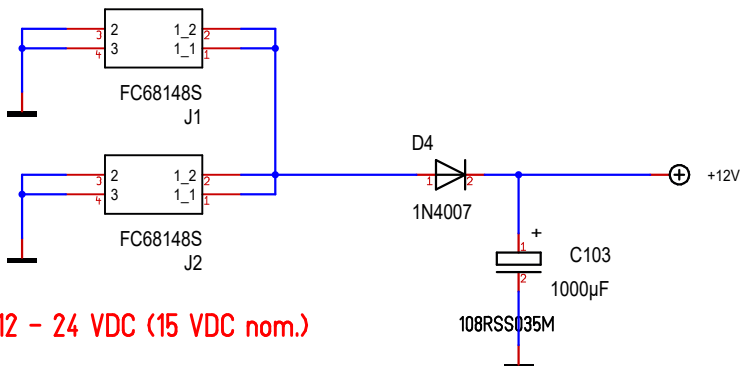 2 1_2
3 2
3 1_1
4 1
FC68148S
J1
2 1_2
3 2
3 1_1
4 1
FC68148S
J2
D4
1 2
1N4007
+12V
+
1
C103
2
1000µF
108RSS035M
12 - 24 VDC (15 VDC nom.)